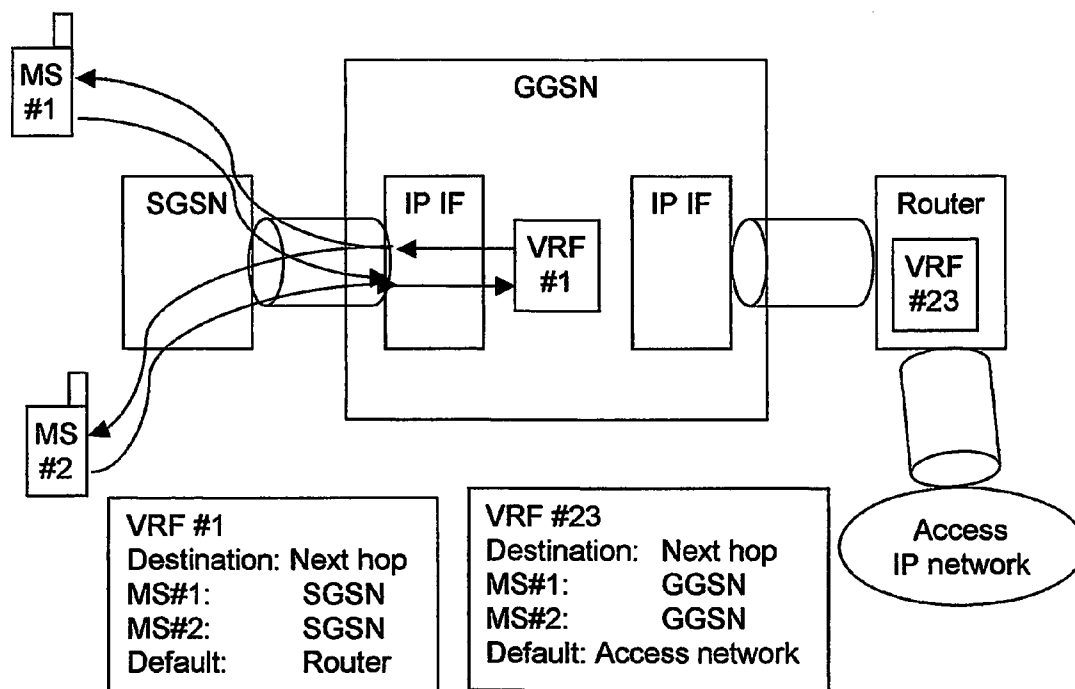 MS
#1
GGSN
SGSN
IP IF
VRF
#1
IP IF
Router
VRF
#23
MS
#2
VRF #1
Destination: Next hop
MS#1: SGSN
MS#2: SGSN
Default: Router
VRF #23
Destination: Next hop
MS#1: GGSN
MS#2: GGSN
Default: Access network
Access
IP network